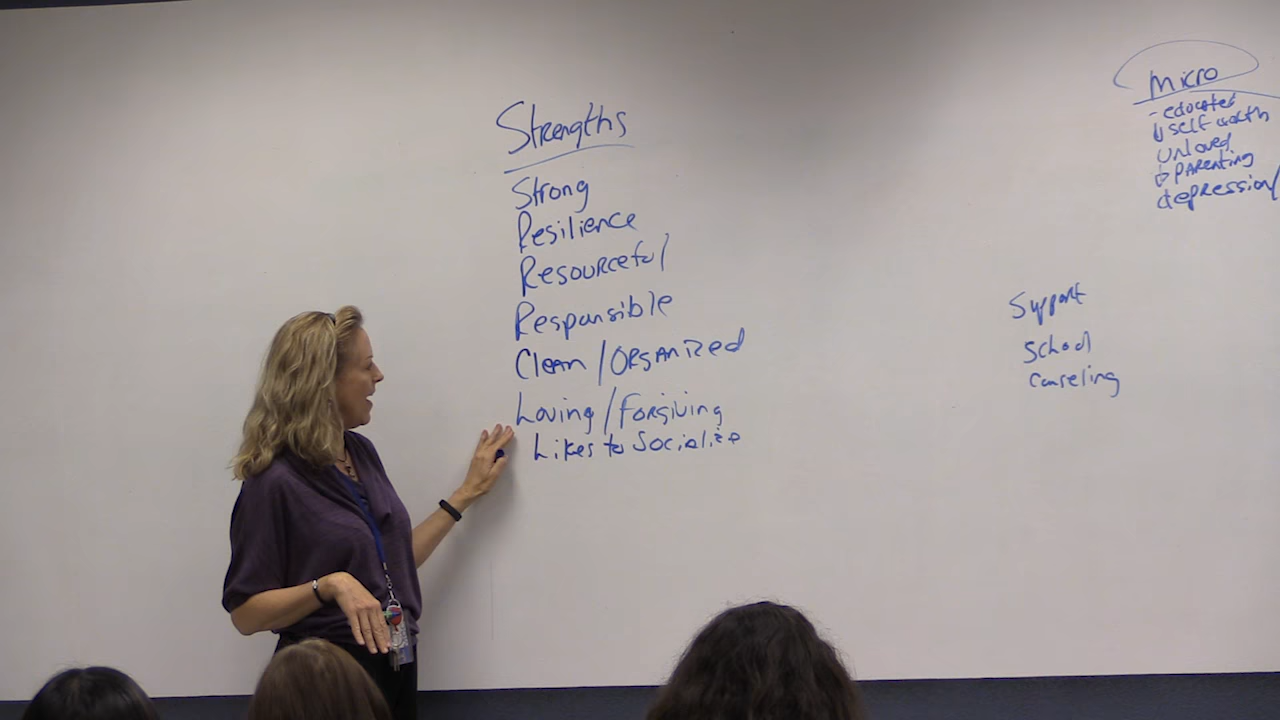 Strengths
Strong
Resilience
Resourceful
Responsible
Clean/Organized
Loving/Forgiving
Likes to Socialize
Micro
- educated
↓ self worth
Unloved
↓ Parenting
depression/
Support
School
Counseling